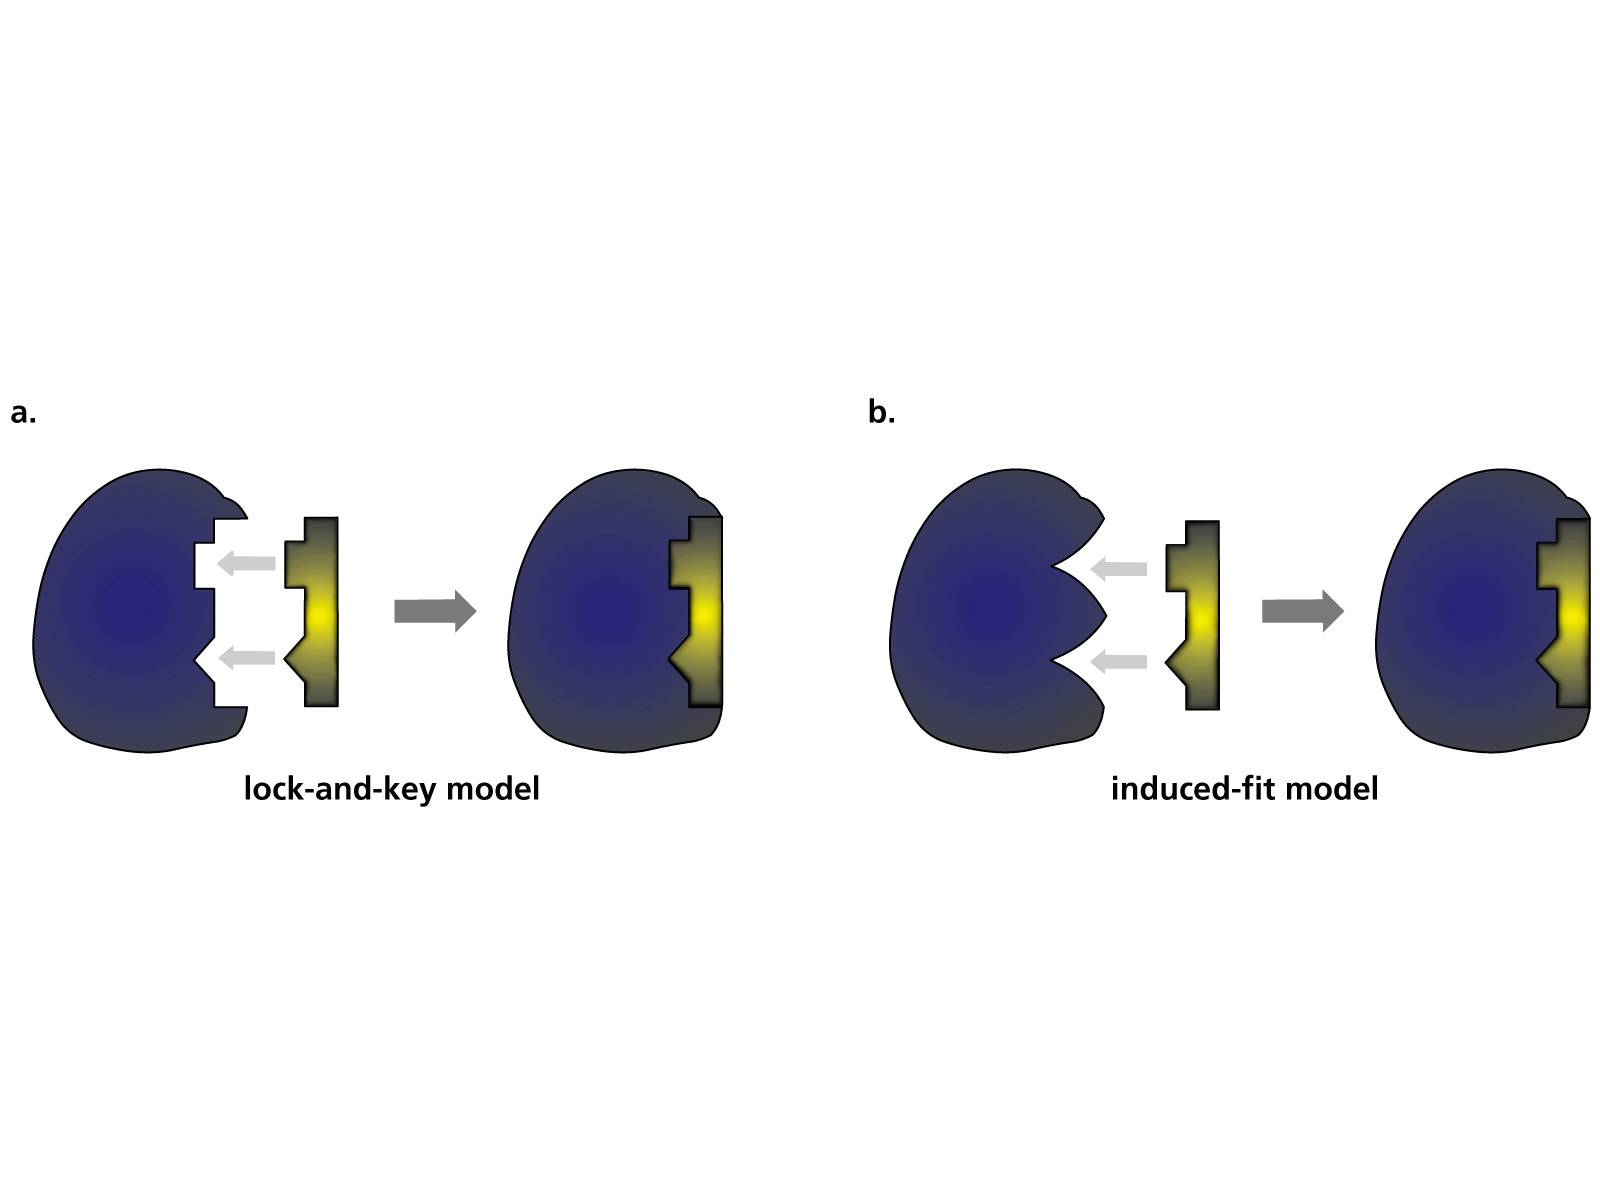 a.
b.
lock-and-key model
induced-fit model